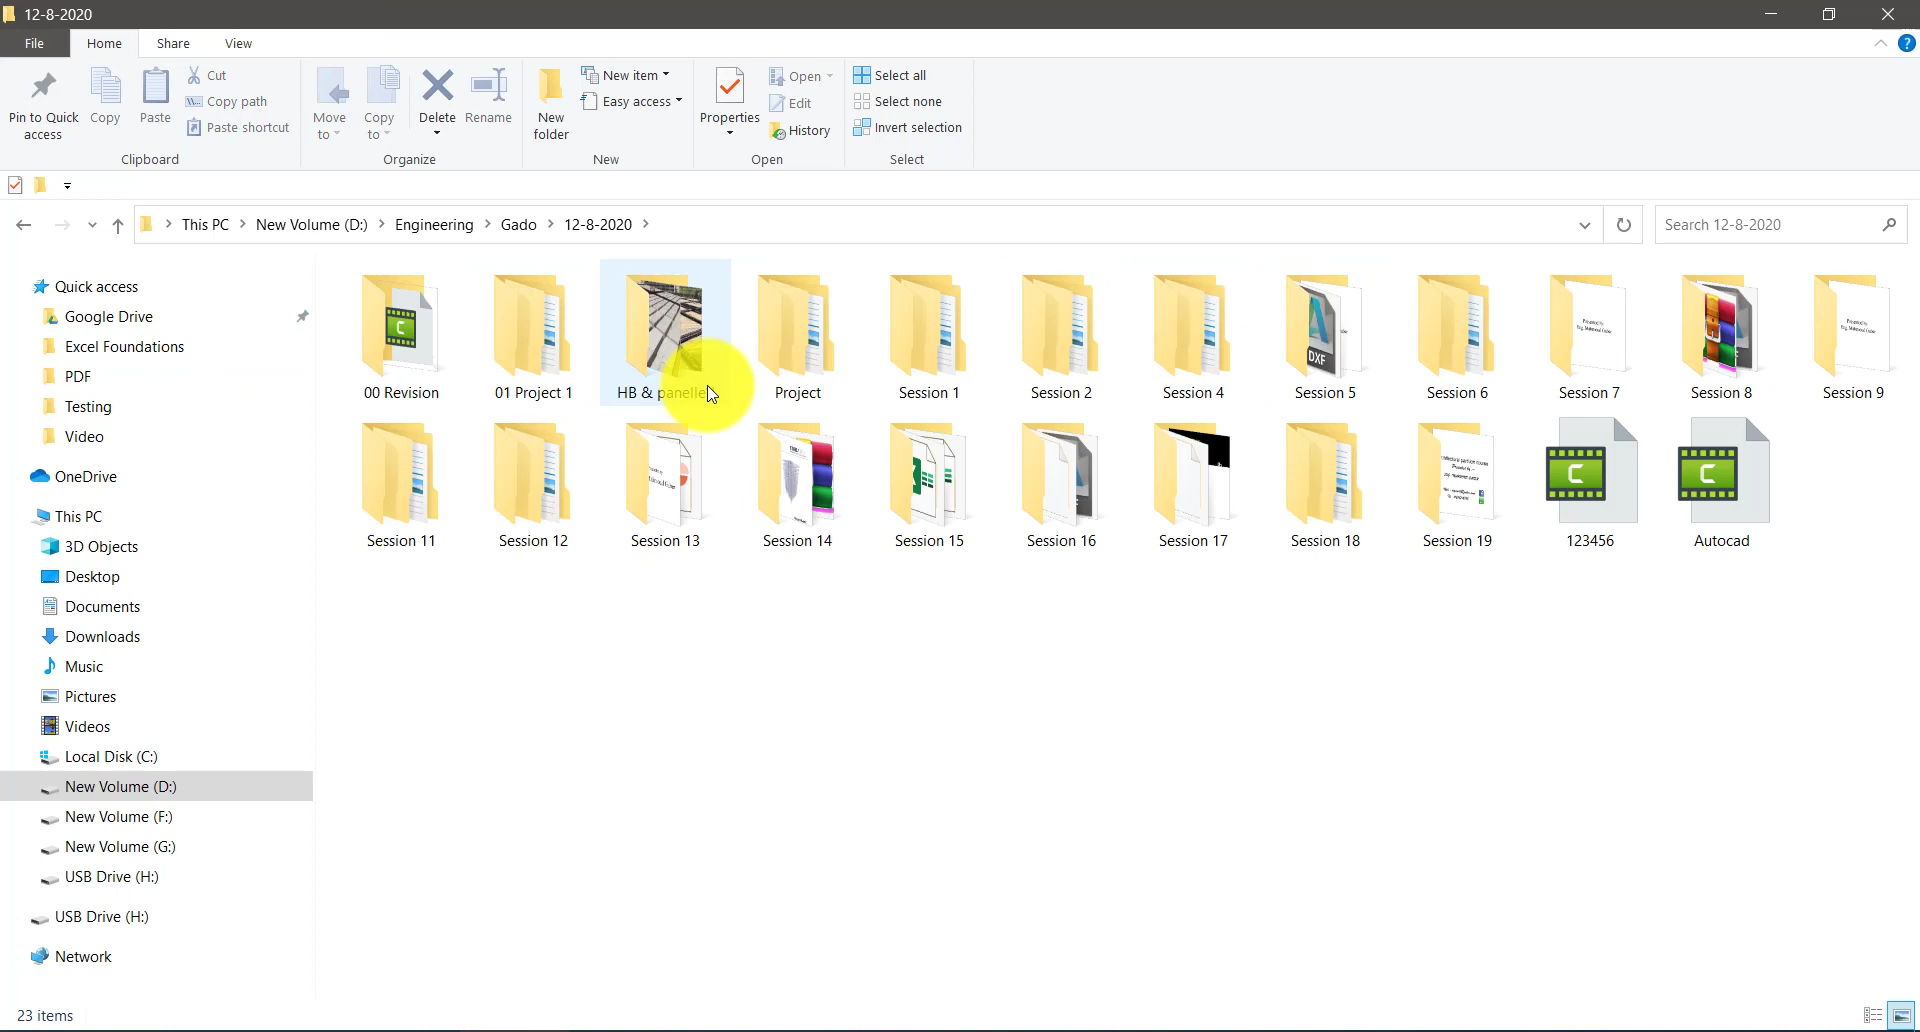 12-8-2020
File Home Share View
Pin to Quick access
Copy
Paste
Cut
Copy path
Paste shortcut
Clipboard
Move to
Copy to
Delete
Rename
Organize
New folder
New item
Easy access
New
Properties
Open
Edit
History
Open
Select all
Select none
Invert selection
Select
This PC > New Volume (D:) > Engineering > Gado > 12-8-2020 >
Search 12-8-2020
Quick access
Google Drive
Excel Foundations
PDF
Testing
Video
OneDrive
This PC
3D Objects
Desktop
Documents
Downloads
Music
Pictures
Videos
Local Disk (C:)
New Volume (D:)
New Volume (F:)
New Volume (G:)
USB Drive (H:)
USB Drive (H:)
Network
00 Revision
01 Project 1
HB &
Project
Session 1
Session 2
Session 4
DXF
Session 5
Session 6
Session 7
Session 8
Session 9
Session 11
Session 12
Session 13
Session 14
Session 15
Session 16
Session 17
Session 18
Session 19
123456
Autocad
23 items